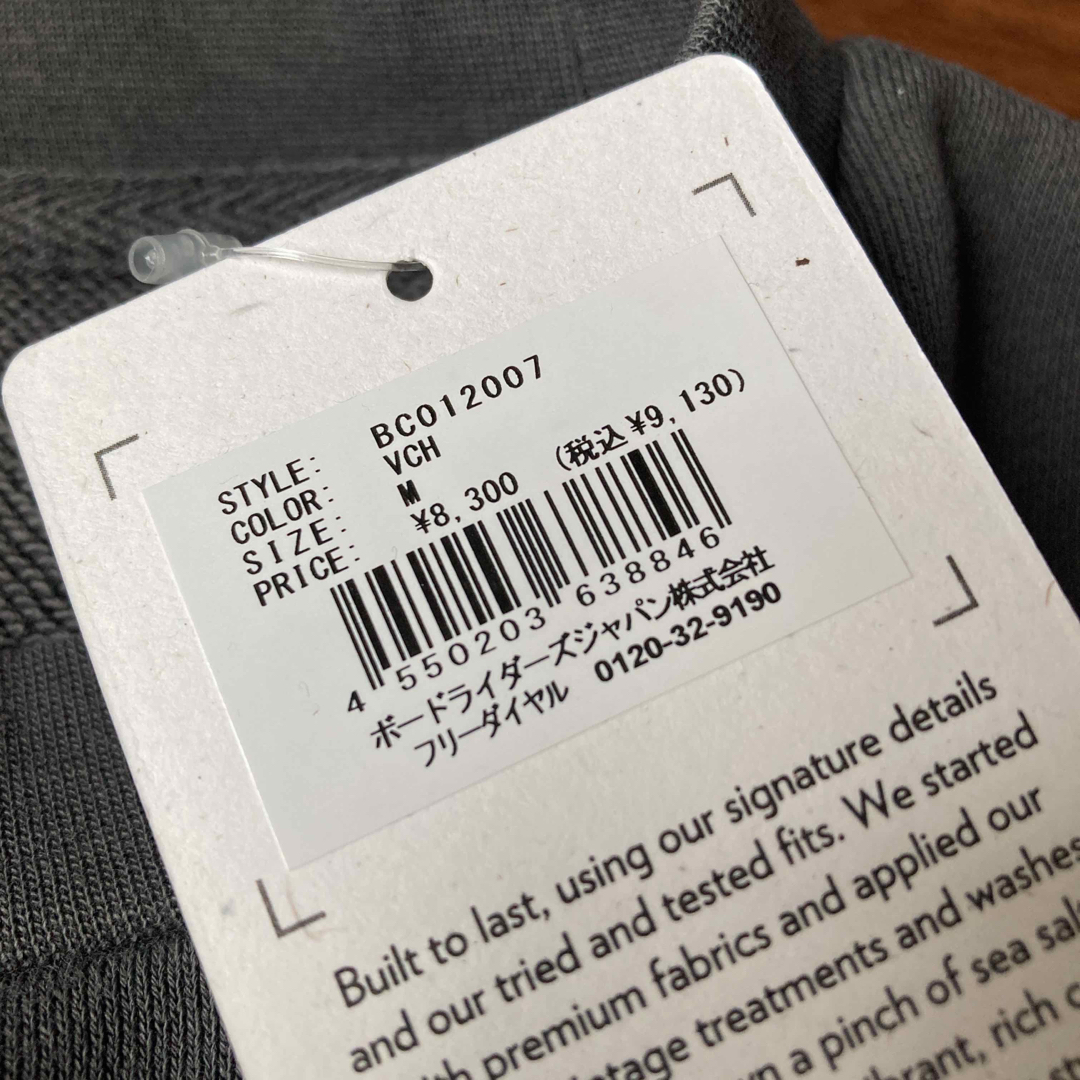 STYLE: BC012007
COLOR: VCH
SIZE: M
PRICE: ¥8,300 (税込¥9,130)
4 550203 638846
ボードライダーズジャパン株式会社
フリーダイヤル 0120-32-9190
Built to last, using our signature details
and our tried and tested fits. We started
premium fabrics and applied our
treatments and washes
a pinch of sea
rich